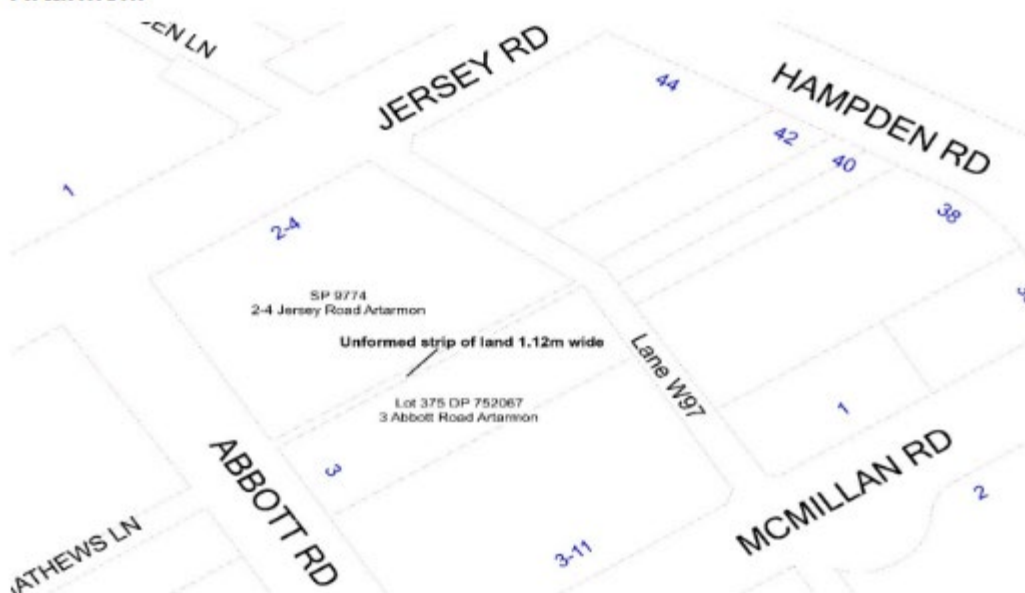 JERSEY RD
44
HAMPDEN RD
42
40
1
38
2-4
SP 9774
2-4 Jersey Road Artarmon
Unformed strip of land 1.12m wide
Lane W97
Lot 375 DP 752067
3 Abbott Road Artarmon
1
ABBOTT RD
3
MCMILLAN RD
2
ATHEWS LN
3-11